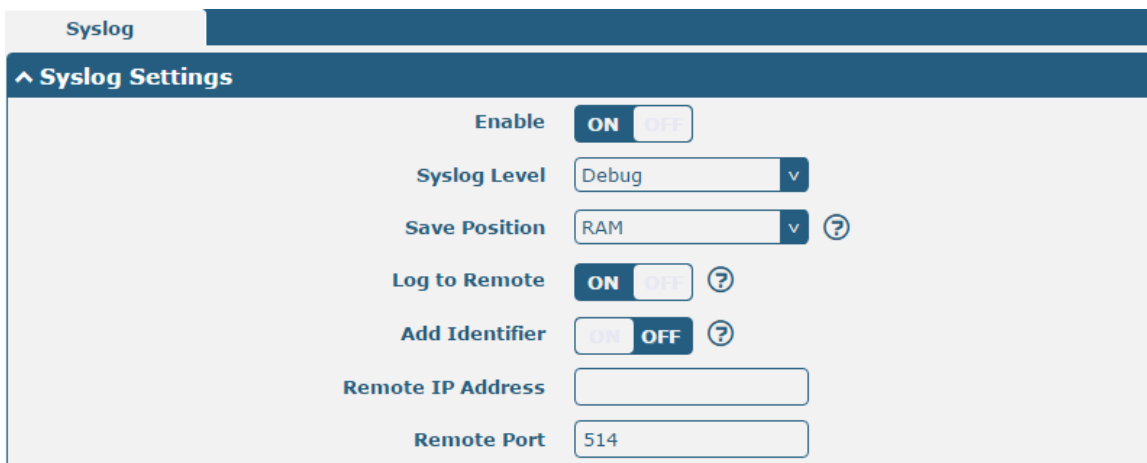 Syslog
^ Syslog Settings
Enable ON OFF
Syslog Level Debug v
Save Position RAM v ?
Log to Remote ON OFF ?
Add Identifier ON OFF ?
Remote IP Address
Remote Port 514